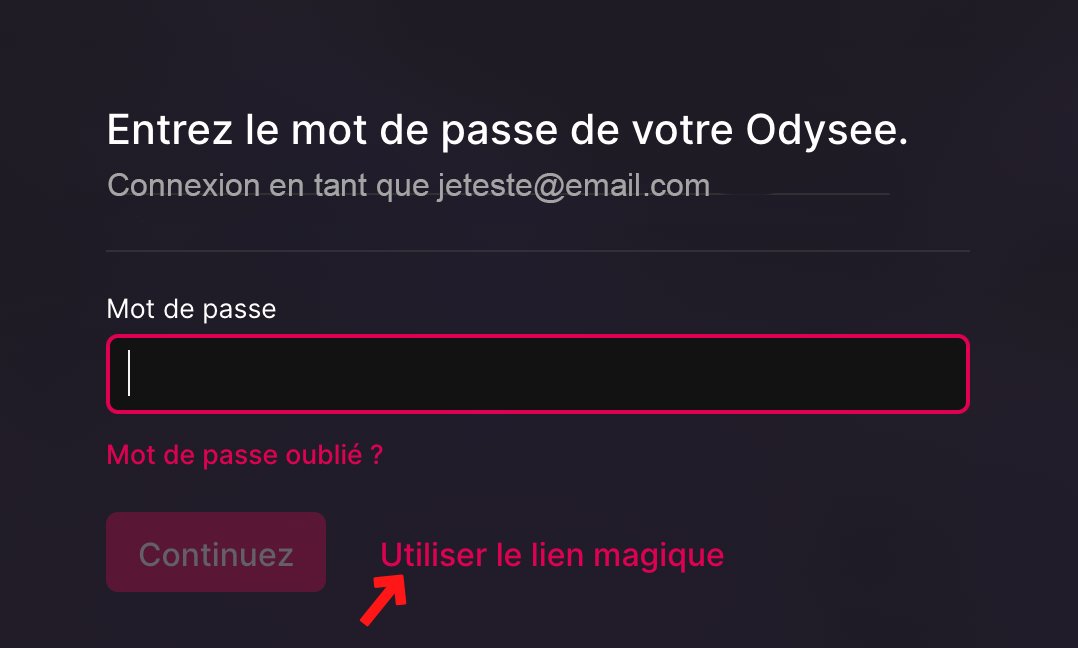 Entrez le mot de passe de votre Odysee.
Connexion en tant que jeteste@email.com
Mot de passe
Mot de passe oublié ?
Continuez
Utiliser le lien magique